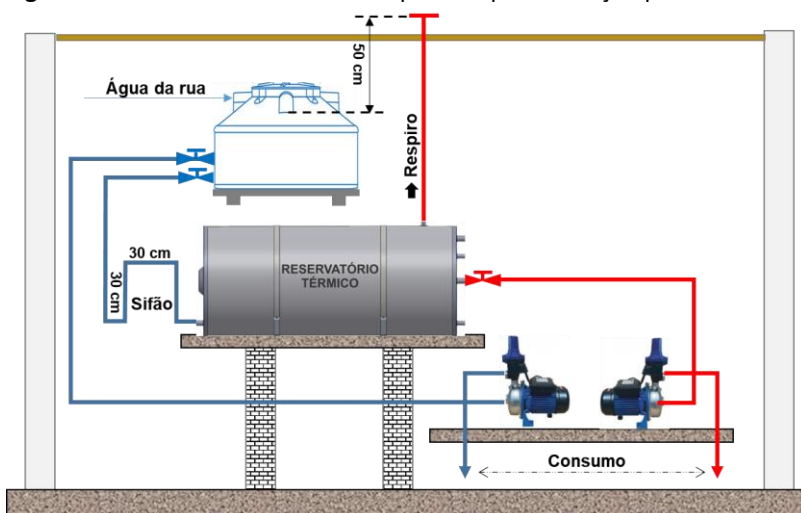 50 cm
Água da rua
Respiro
30 cm
30 cm
Sifão
RESERVATÓRIO
TÉRMICO
Consumo